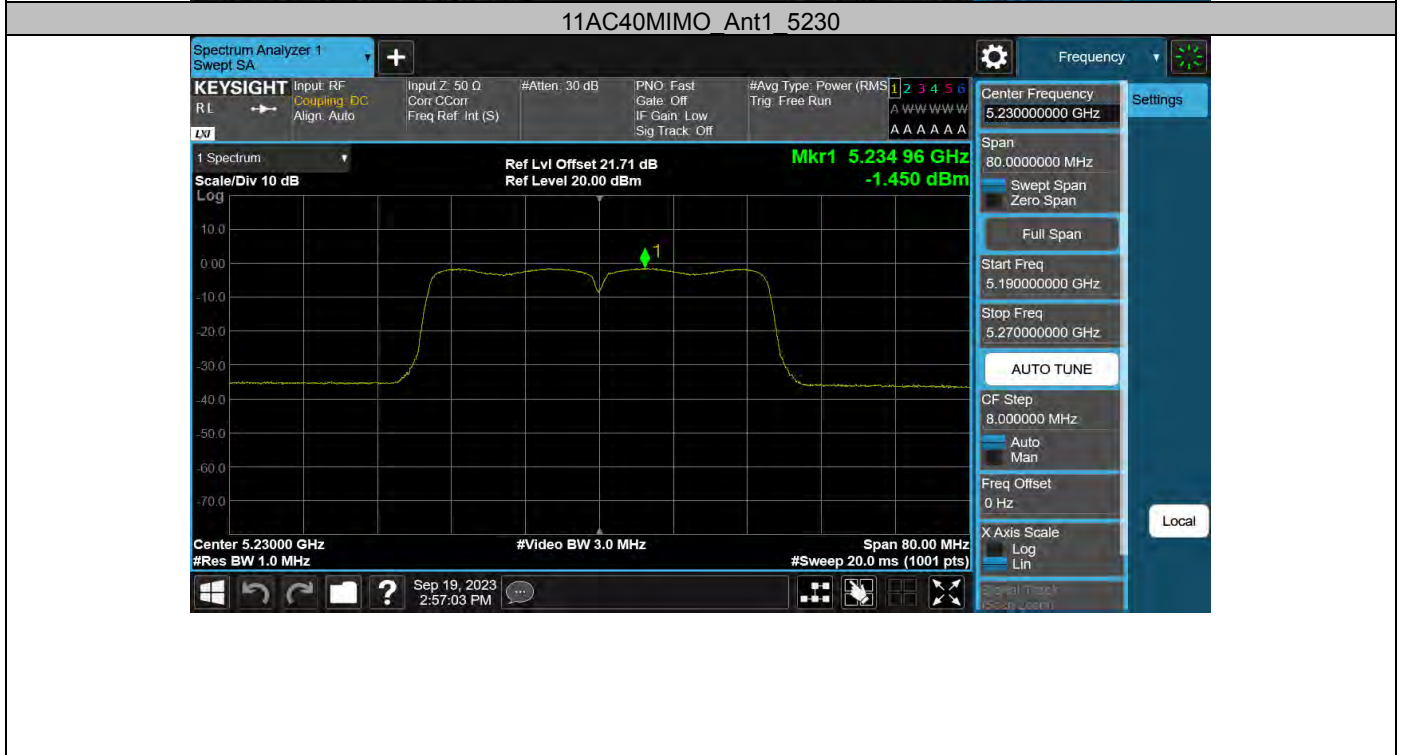 11AC40MIMO_Ant1_5230
Spectrum Analyzer 1
Swept SA
+
Frequency
KEYSIGHT
R L
LXI
Input: RF
Coupling: DC
Align: Auto
Input Z: 50 Ω
Corr CCorr
Freq Ref: Int (S)
#Atten: 30 dB
PNO: Fast
Gate: Off
IF Gain: Low
Sig Track: Off
#Avg Type: Power (RMS
Trig: Free Run
1 2 3 4 5 6
A W W W W W
A A A A A A
Center Frequency
5.230000000 GHz
Settings
Span
80.0000000 MHz
Swept Span
Zero Span
Full Span
Start Freq
5.190000000 GHz
Stop Freq
5.270000000 GHz
AUTO TUNE
CF Step
8.000000 MHz
Auto
Man
Freq Offset
0 Hz
X Axis Scale
Log
Lin
Local
1 Spectrum
Scale/Div 10 dB
Ref Lvl Offset 21.71 dB
Ref Level 20.00 dBm
Mkr1 5.234 96 GHz
-1.450 dBm
Log
10.0
0.00
-10.0
-20.0
-30.0
-40.0
-50.0
-60.0
-70.0
1
Center 5.23000 GHz
#Res BW 1.0 MHz
#Video BW 3.0 MHz
Span 80.00 MHz
#Sweep 20.0 ms (1001 pts)
?
Sep 19, 2023
2:57:03 PM